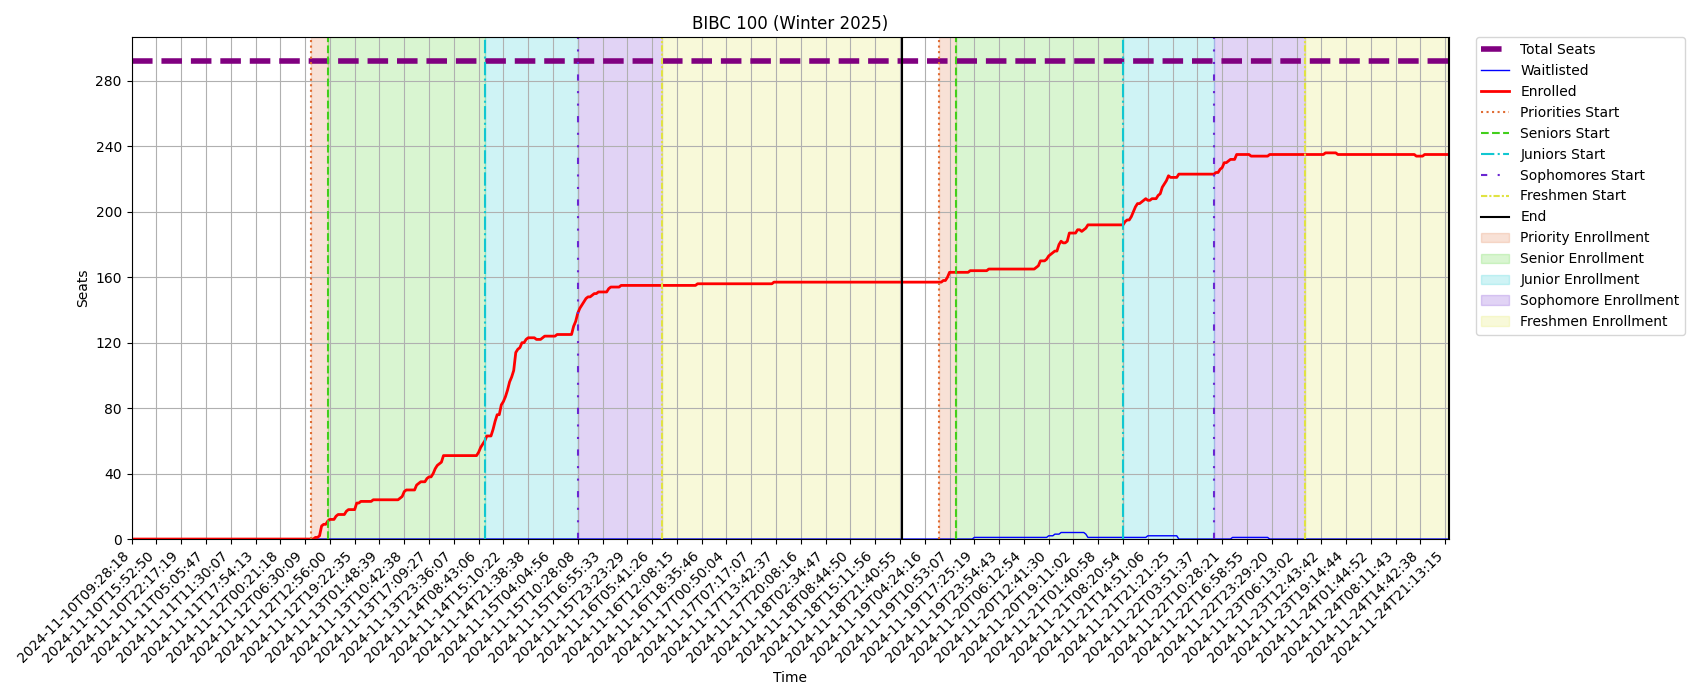 BIBC 100 (Winter 2025)
Seats
280
240
200
160
120
80
40
0
2024-11-10T09:28:18
2024-11-10T15:52:50
2024-11-10T22:17:19
2024-11-11T05:05:47
2024-11-11T11:30:07
2024-11-11T17:54:13
2024-11-12T00:21:18
2024-11-12T06:30:09
2024-11-12T12:56:00
2024-11-12T19:22:35
2024-11-13T01:48:39
2024-11-13T10:42:38
2024-11-13T17:09:27
2024-11-13T23:36:07
2024-11-14T08:43:06
2024-11-14T15:10:22
2024-11-14T21:38:38
2024-11-15T04:04:56
2024-11-15T10:28:08
2024-11-15T16:55:33
2024-11-15T23:23:29
2024-11-16T05:41:26
2024-11-16T12:08:15
2024-11-16T18:35:46
2024-11-17T00:50:04
2024-11-17T07:17:07
2024-11-17T13:42:37
2024-11-17T20:08:16
2024-11-18T02:34:47
2024-11-18T08:44:50
2024-11-18T15:11:56
2024-11-18T21:40:55
2024-11-19T04:24:16
2024-11-19T10:53:07
2024-11-19T17:25:19
2024-11-19T23:54:43
2024-11-20T06:12:54
2024-11-20T12:41:30
2024-11-20T19:11:02
2024-11-21T01:40:58
2024-11-21T08:20:54
2024-11-21T14:51:06
2024-11-21T21:21:25
2024-11-22T03:51:37
2024-11-22T10:28:21
2024-11-22T16:58:55
2024-11-22T23:29:20
2024-11-23T06:13:02
2024-11-23T12:43:42
2024-11-23T19:14:44
2024-11-24T01:44:52
2024-11-24T08:11:43
2024-11-24T14:42:38
2024-11-24T21:13:15
Time
Total Seats
Waitlisted
Enrolled
Priorities Start
Seniors Start
Juniors Start
Sophomores Start
Freshmen Start
End
Priority Enrollment
Senior Enrollment
Junior Enrollment
Sophomore Enrollment
Freshmen Enrollment